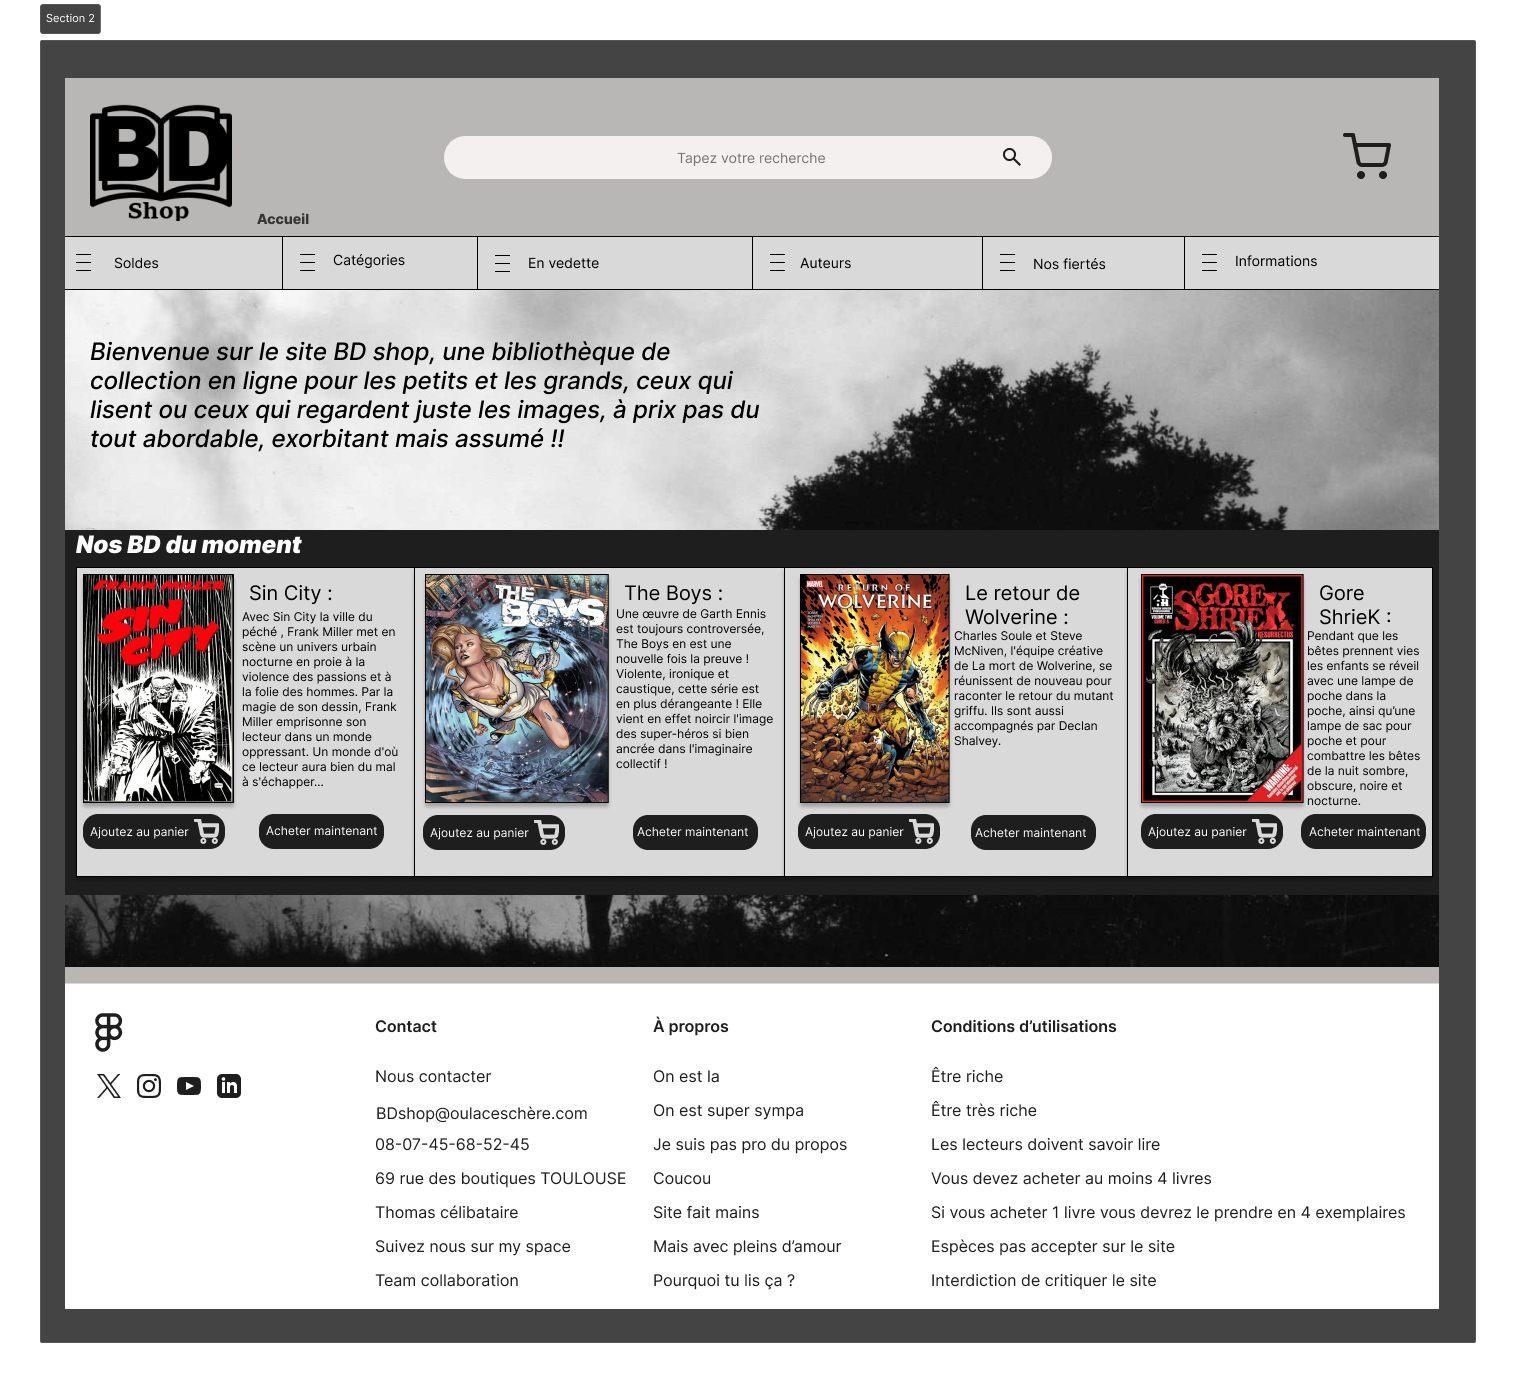 Section 2
BD
Shop
Tapez votre recherche
Accueil
Soldes
Catégories
En vedette
Auteurs
Nos fiertés
Informations
Bienvenue sur le site BD shop, une bibliothèque de
collection en ligne pour les petits et les grands, ceux qui
lisent ou ceux qui regardent juste les images, à prix pas du
tout abordable, exorbitant mais assumé !!
Nos BD du moment
FRANK MILLER
SIN
CITY
Sin City :
Avec Sin City la ville du
péché , Frank Miller met en
scène un univers urbain
nocturne en proie à la
violence des passions et à
la folie des hommes. Par la
magie de son dessin, Frank
Miller emprisonne son
lecteur dans un monde
oppressant. Un monde d'où
ce lecteur aura bien du mal
à s'échapper...
Ajoutez au panier
Acheter maintenant
THE
BOYS
The Boys :
Une œuvre de Garth Ennis
est toujours controversée,
The Boys en est une
nouvelle fois la preuve !
Violente, ironique et
caustique, cette série est
en plus dérangeante ! Elle
vient en effet noircir l'image
des super-héros si bien
ancrée dans l'imaginaire
collectif !
Ajoutez au panier
Acheter maintenant
MARVEL
RETURN OF
WOLVERINE
Le retour de
Wolverine :
Charles Soule et Steve
McNiven, l'équipe créative
de La mort de Wolverine, se
réunissent de nouveau pour
raconter le retour du mutant
griffu. Ils sont aussi
accompagnés par Declan
Shalvey.
Ajoutez au panier
Acheter maintenant
GORE
SHRIEK
RESURRECTUS
VOLUME TWO
WARNING:
Gore
ShrieK :
Pendant que les
bêtes prennent vies
les enfants se réveil
avec une lampe de
poche dans la
poche, ainsi qu’une
lampe de sac pour
poche et pour
combattre les bêtes
de la nuit sombre,
obscure, noire et
nocturne.
Ajoutez au panier
Acheter maintenant
Contact
Nous contacter
BDshop@oulaceschère.com
08-07-45-68-52-45
69 rue des boutiques TOULOUSE
Thomas célibataire
Suivez nous sur my space
Team collaboration
À propros
On est la
On est super sympa
Je suis pas pro du propos
Coucou
Site fait mains
Mais avec pleins d’amour
Pourquoi tu lis ça ?
Conditions d’utilisations
Être riche
Être très riche
Les lecteurs doivent savoir lire
Vous devez acheter au moins 4 livres
Si vous acheter 1 livre vous devrez le prendre en 4 exemplaires
Espèces pas accepter sur le site
Interdiction de critiquer le site